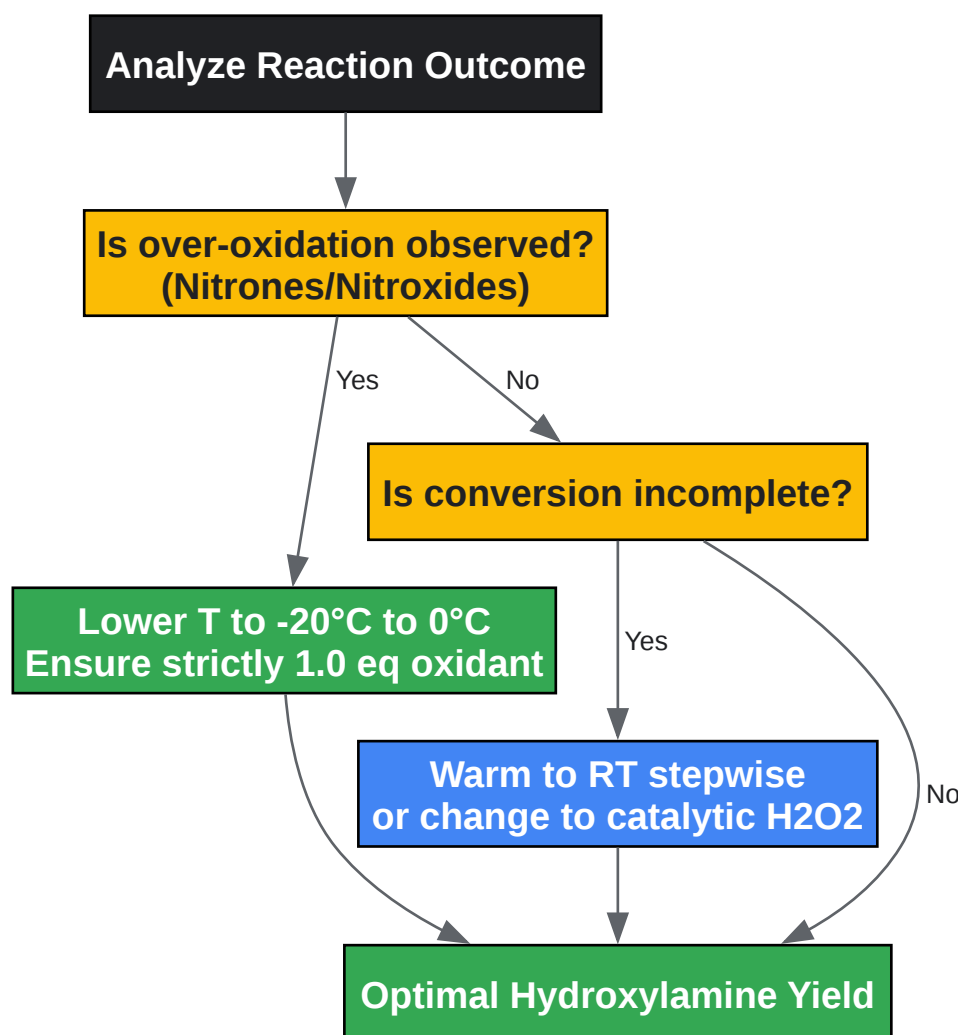 Analyze Reaction Outcome
Is over-oxidation observed?
(Nitrones/Nitroxides)
Yes
No
Is conversion incomplete?
Lower T to -20°C to 0°C
Ensure strictly 1.0 eq oxidant
Yes
Warm to RT stepwise
or change to catalytic H2O2
No
Optimal Hydroxylamine Yield